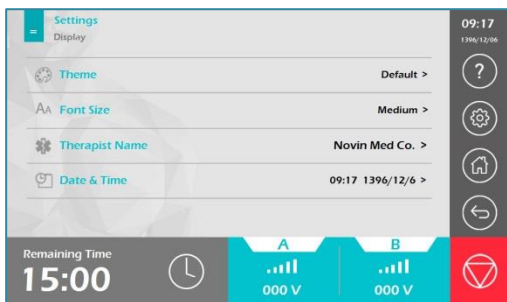 Settings
Display
09:17
1396/12/06
Theme
Default >
?
AA Font Size
Medium >
Therapist Name
Novin Med Co. >
Date & Time
09:17 1396/12/6 >
Remaining Time
15:00
A
000 V
B
000 V